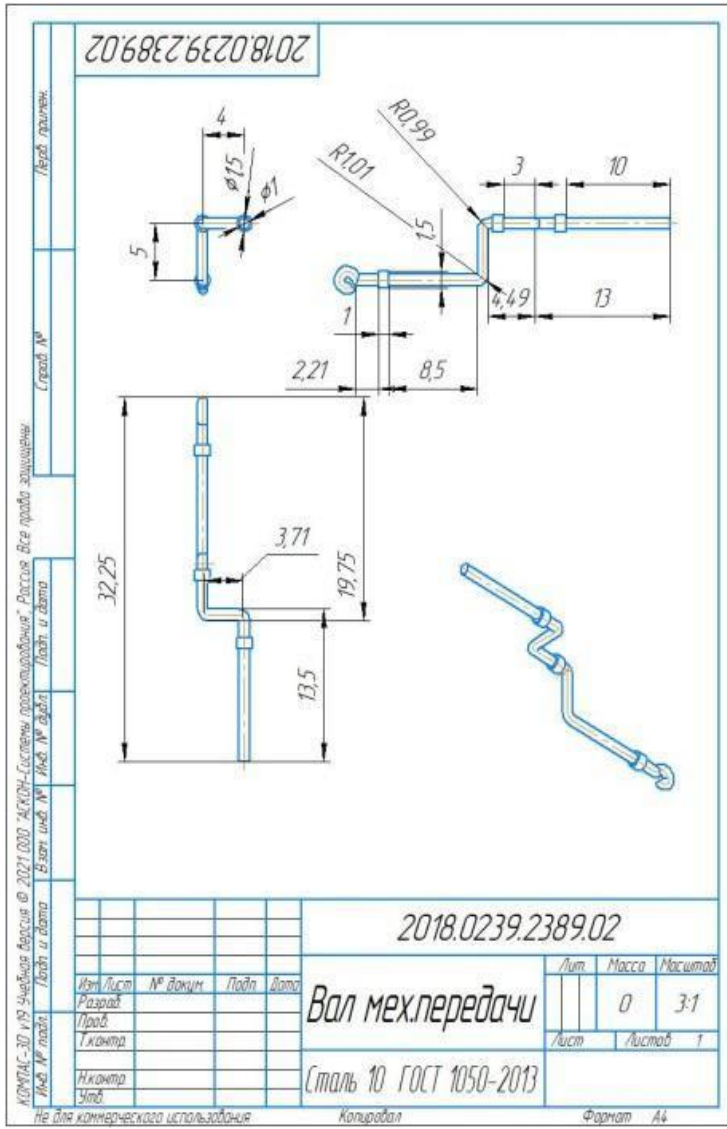 2018.0239.2389.02
Перв. примен.
Справ. №
Подп. и дата
Инв. № дубл.
Взам. инв. №
Подп. и дата
Инв. № подл.
КОМПАС-3D v19 Учебная версия © 2021 ООО "АСКОН-Системы проектирования", Россия. Все права защищены.
4
⌀1,5
⌀1
5
R0,99
R1,01
3
10
1,5
4,49
13
1
2,21
8,5
32,25
3,71
19,75
13,5
2018.0239.2389.02
Изм. Лист № докум. Подп. Дата
Разраб.
Пров.
Т.контр.
Н.контр.
Утв.
Вал мех.передачи
Лит. Масса Масштаб
0 3:1
Лист Листов 1
Сталь 10 ГОСТ 1050-2013
Не для коммерческого использования Копировал Формат A4